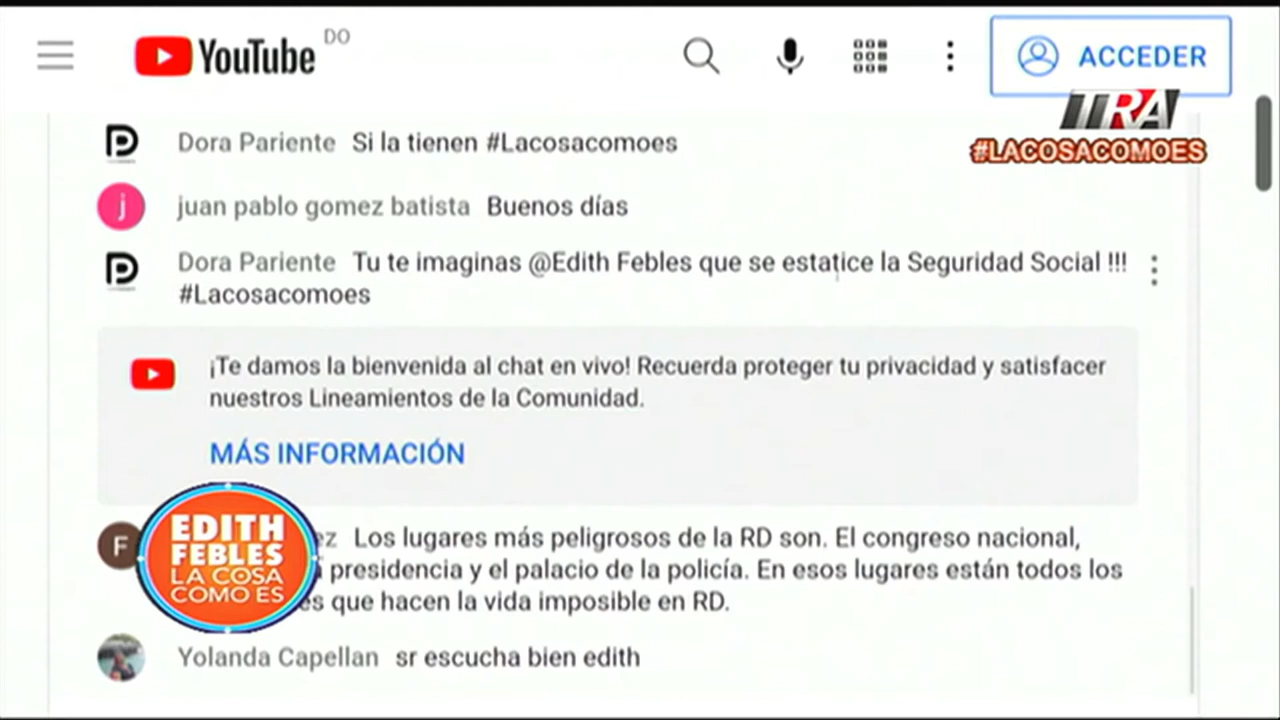 YouTube DO
ACCEDER
TRA
#LACOSACOMOES
Dora Pariente Si la tienen #Lacosacomoes
j juan pablo gomez batista Buenos días
Dora Pariente Tu te imaginas @Edith Febles que se estatice la Seguridad Social !!!
#Lacosacomoes
¡Te damos la bienvenida al chat en vivo! Recuerda proteger tu privacidad y satisfacer
nuestros Lineamientos de la Comunidad.
MÁS INFORMACIÓN
F Los lugares más peligrosos de la RD son. El congreso nacional,
presidencia y el palacio de la policía. En esos lugares están todos los
que hacen la vida imposible en RD.
EDITH
FEBLES
LA COSA
COMO ES
Yolanda Capellan sr escucha bien edith